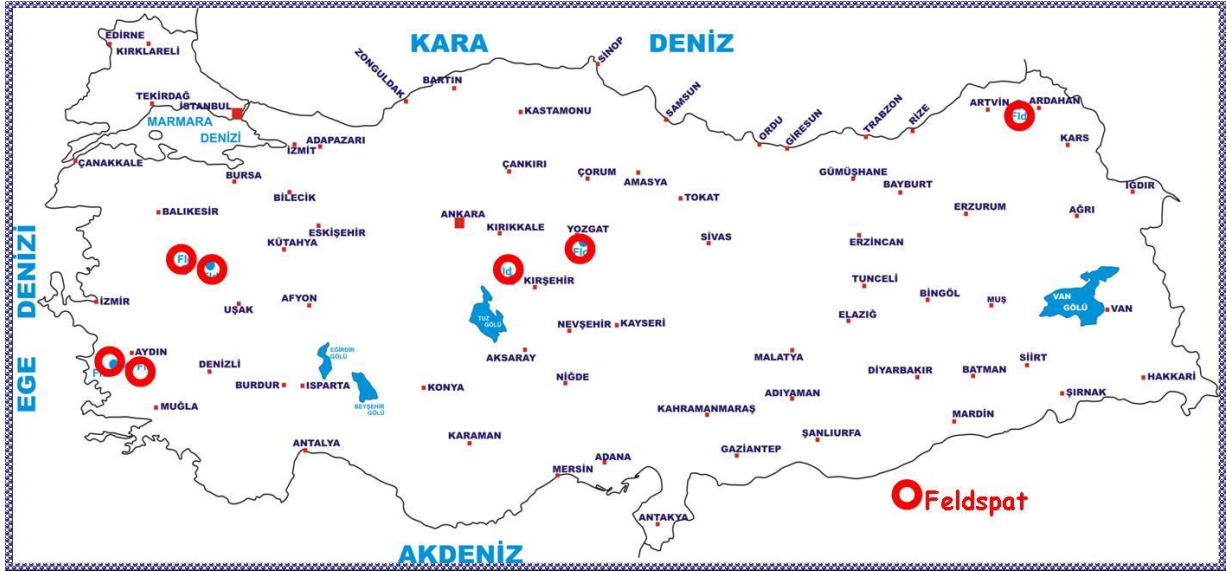 KARA DENİZ
EDİRNE
KIRKLARELİ
TEKİRDAĞ
İSTANBUL
MARMARA
DENİZİ
ZONGULDAK
BARTIN
KASTAMONU
SİNOP
SAMSUN
ORDU
GİRESUN
TRABZON
RİZE
ARTVİN
ARDAHAN
Fld
KARS
IĞDIR
ÇANAKKALE
İZMİT
ADAPAZARI
BURSA
BİLECİK
BALIKESİR
ESKİŞEHİR
KÜTAHYA
ÇANKIRI
ÇORUM
AMASYA
TOKAT
ANKARA
KIRIKKALE
YOZGAT
Fld
SİVAS
GÜMÜŞHANE
BAYBURT
ERZURUM
AĞRI
ERZİNCAN
EGE DENİZİ
İZMİR
UŞAK
AFYON
KIRŞEHİR
NEVŞEHİR
KAYSERİ
TUZ
GÖLÜ
TUNCELİ
BİNGÖL
MUŞ
VAN
GÖLÜ
VAN
ELAZIĞ
AYDIN
DENİZLİ
EĞİRDİR
GÖLÜ
BURDUR
ISPARTA
BEYŞEHİR
GÖLÜ
AKSARAY
KONYA
NİĞDE
MALATYA
DİYARBAKIR
BATMAN
SİİRT
HAKKARİ
ŞIRNAK
ADIYAMAN
MUĞLA
KAHRAMANMARAŞ
MARDİN
ANTALYA
KARAMAN
GAZİANTEP
ŞANLIURFA
ADANA
MERSİN
ANTAKYA
Feldspat
AKDENİZ